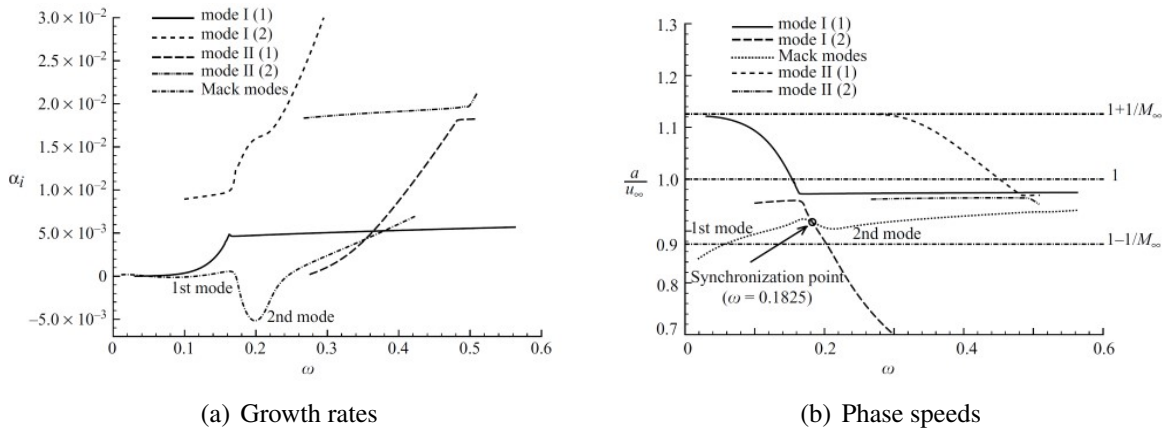 mode I (1)
mode I (2)
mode II (1)
mode II (2)
Mack modes
3.0 × 10⁻²
2.5 × 10⁻²
2.0 × 10⁻²
1.5 × 10⁻²
αi
1.0 × 10⁻²
5.0 × 10⁻³
0
−5.0 × 10⁻³
1st mode
2nd mode
0 0.1 0.2 0.3 0.4 0.5 0.6
ω
(a) Growth rates
mode I (1)
mode I (2)
Mack modes
mode II (1)
mode II (2)
1.3
1.2
1.1
1.0
0.9
0.8
0.7
a
u∞
1+1/M∞
1
1−1/M∞
1st mode
2nd mode
Synchronization point
(ω = 0.1825)
0 0.2 0.4 0.6
ω
(b) Phase speeds